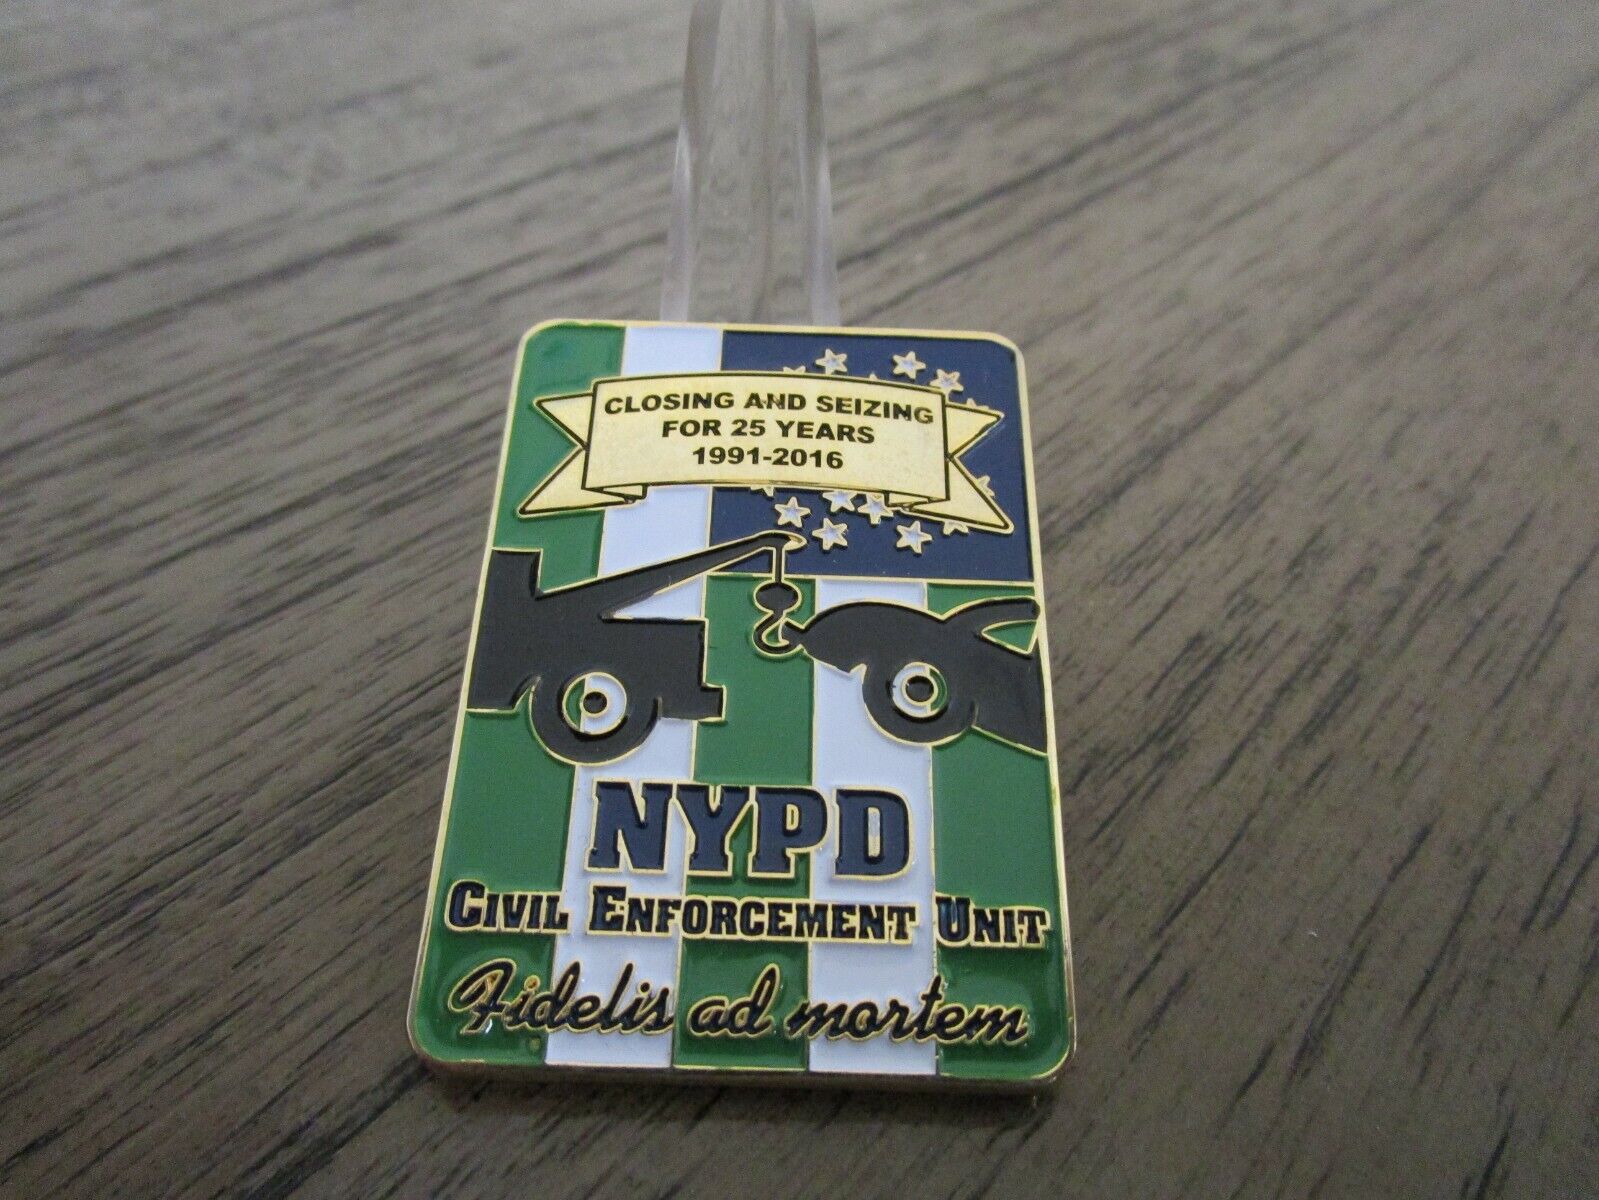 CLOSING AND SEIZING
FOR 25 YEARS
1991-2016
NYPD
CIVIL ENFORCEMENT UNIT
Fidelis ad mortem